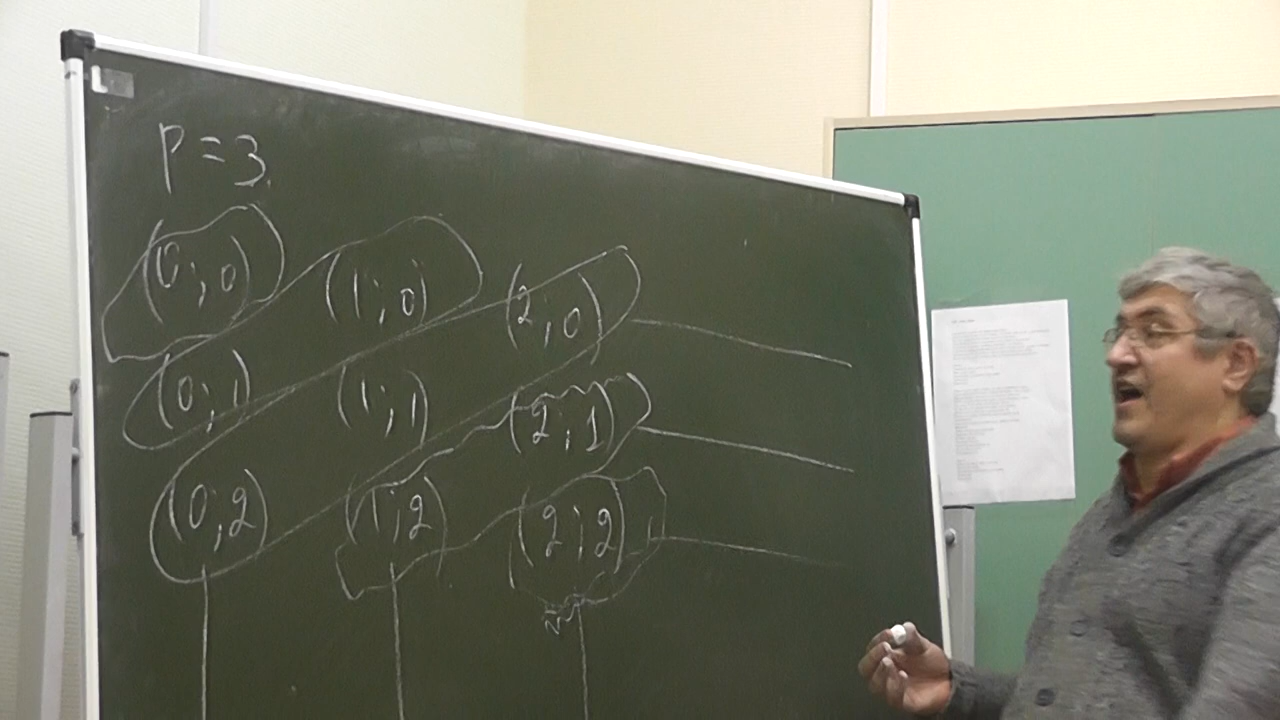 p = 3.
(0;0) (1;0) (2;0)
(0;1) (1;1) (2;1)
(0;2) (1;2) (2;2)